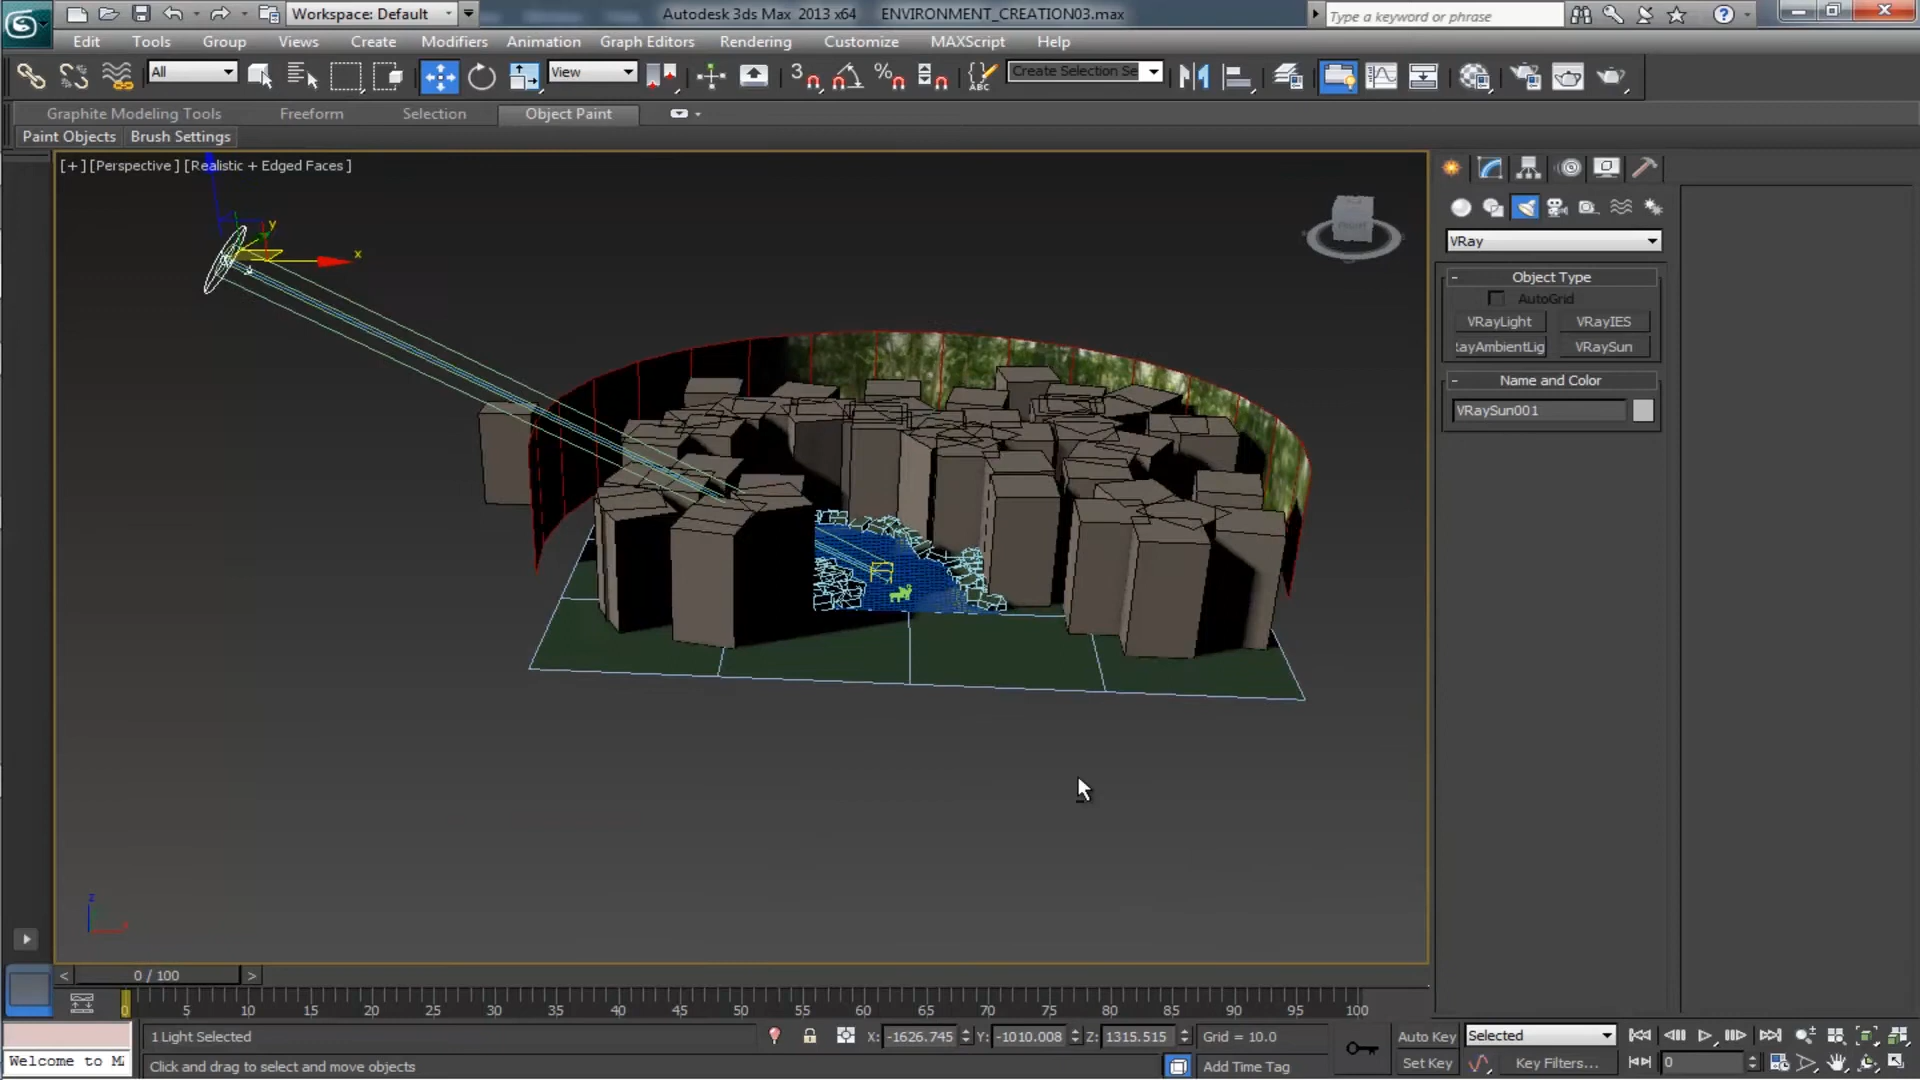 Workspace: Default
Autodesk 3ds Max 2013 x64 ENVIRONMENT_CREATION03.max
Type a keyword or phrase
Edit Tools Group Views Create Modifiers Animation Graph Editors Rendering Customize MAXScript Help
All View 3 % ABC Create Selection Se
Graphite Modeling Tools Freeform Selection Object Paint
Paint Objects Brush Settings
[+][Perspective][Realistic + Edged Faces]
y
x
VRay
- Object Type
AutoGrid
VRayLight VRayIES
RayAmbientLig VRaySun
- Name and Color
VRaySun001
z
< 0 / 100 >
0 5 10 15 20 25 30 35 40 45 50 55 60 65 70 75 80 85 90 95 100
1 Light Selected X: -1626.745 Y: -1010.008 Z: 1315.515 Grid = 10.0 Auto Key Selected
Welcome to M Click and drag to select and move objects Add Time Tag Set Key Key Filters... 0